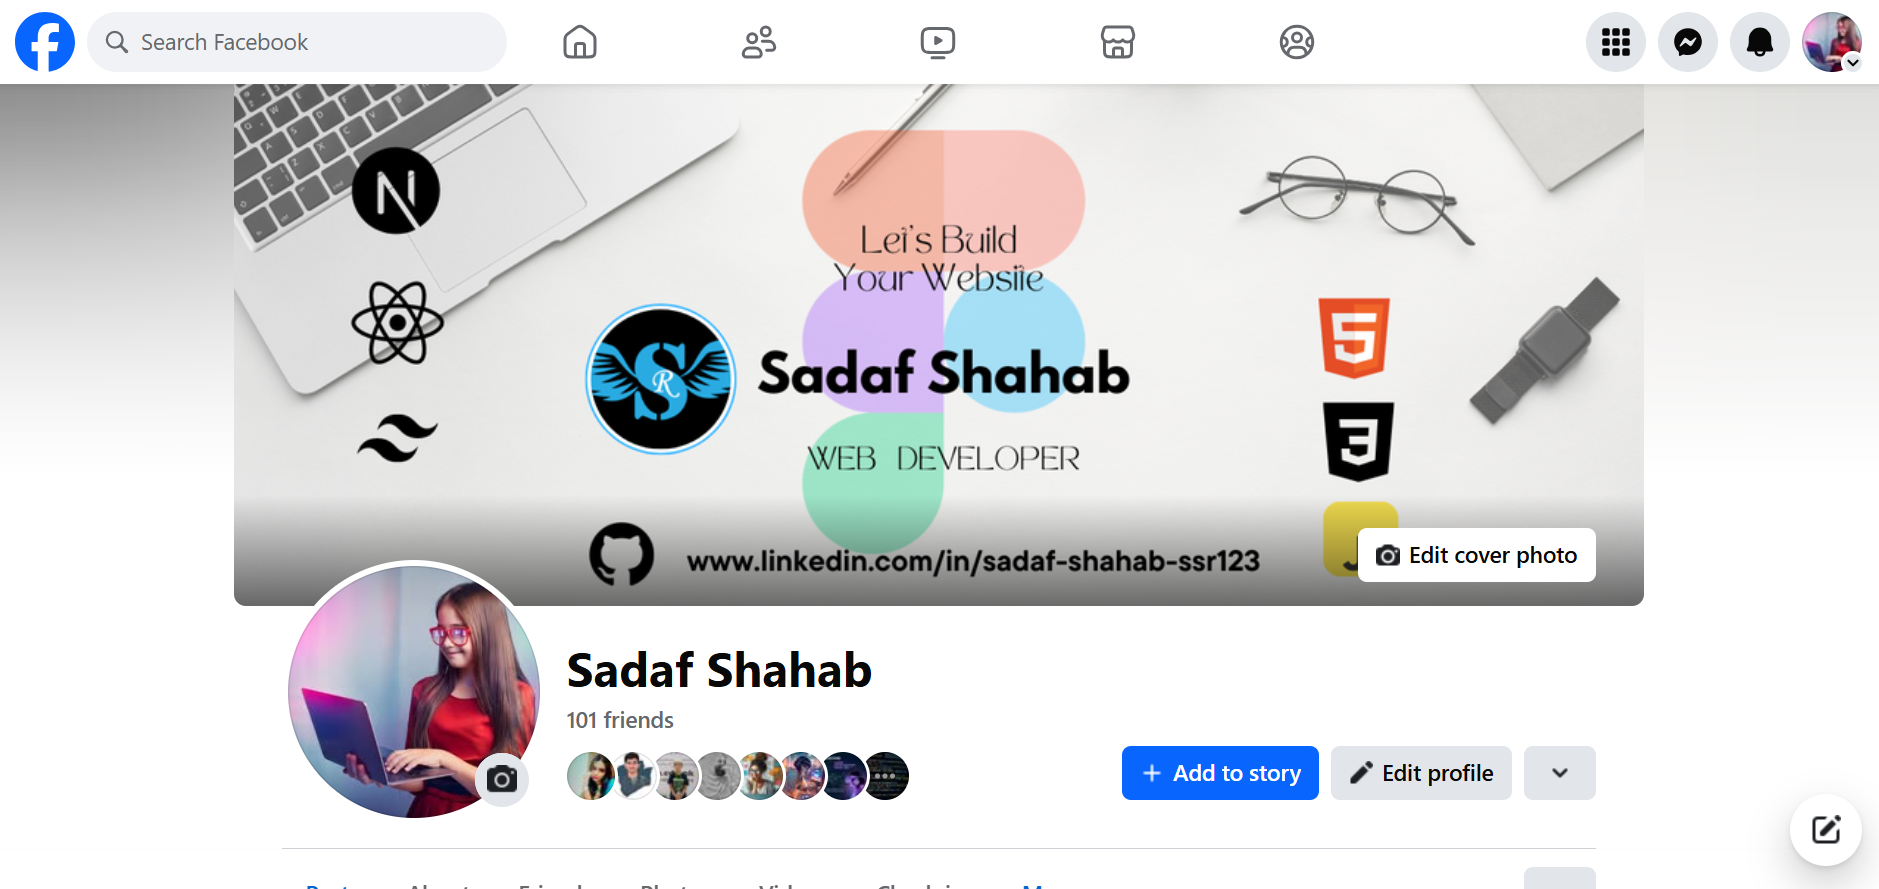 Search Facebook
Let's Build
Your Website
Sadaf Shahab
WEB DEVELOPER
www.linkedin.com/in/sadaf-shahab-ssr123
Edit cover photo
Sadaf Shahab
101 friends
Add to story
Edit profile